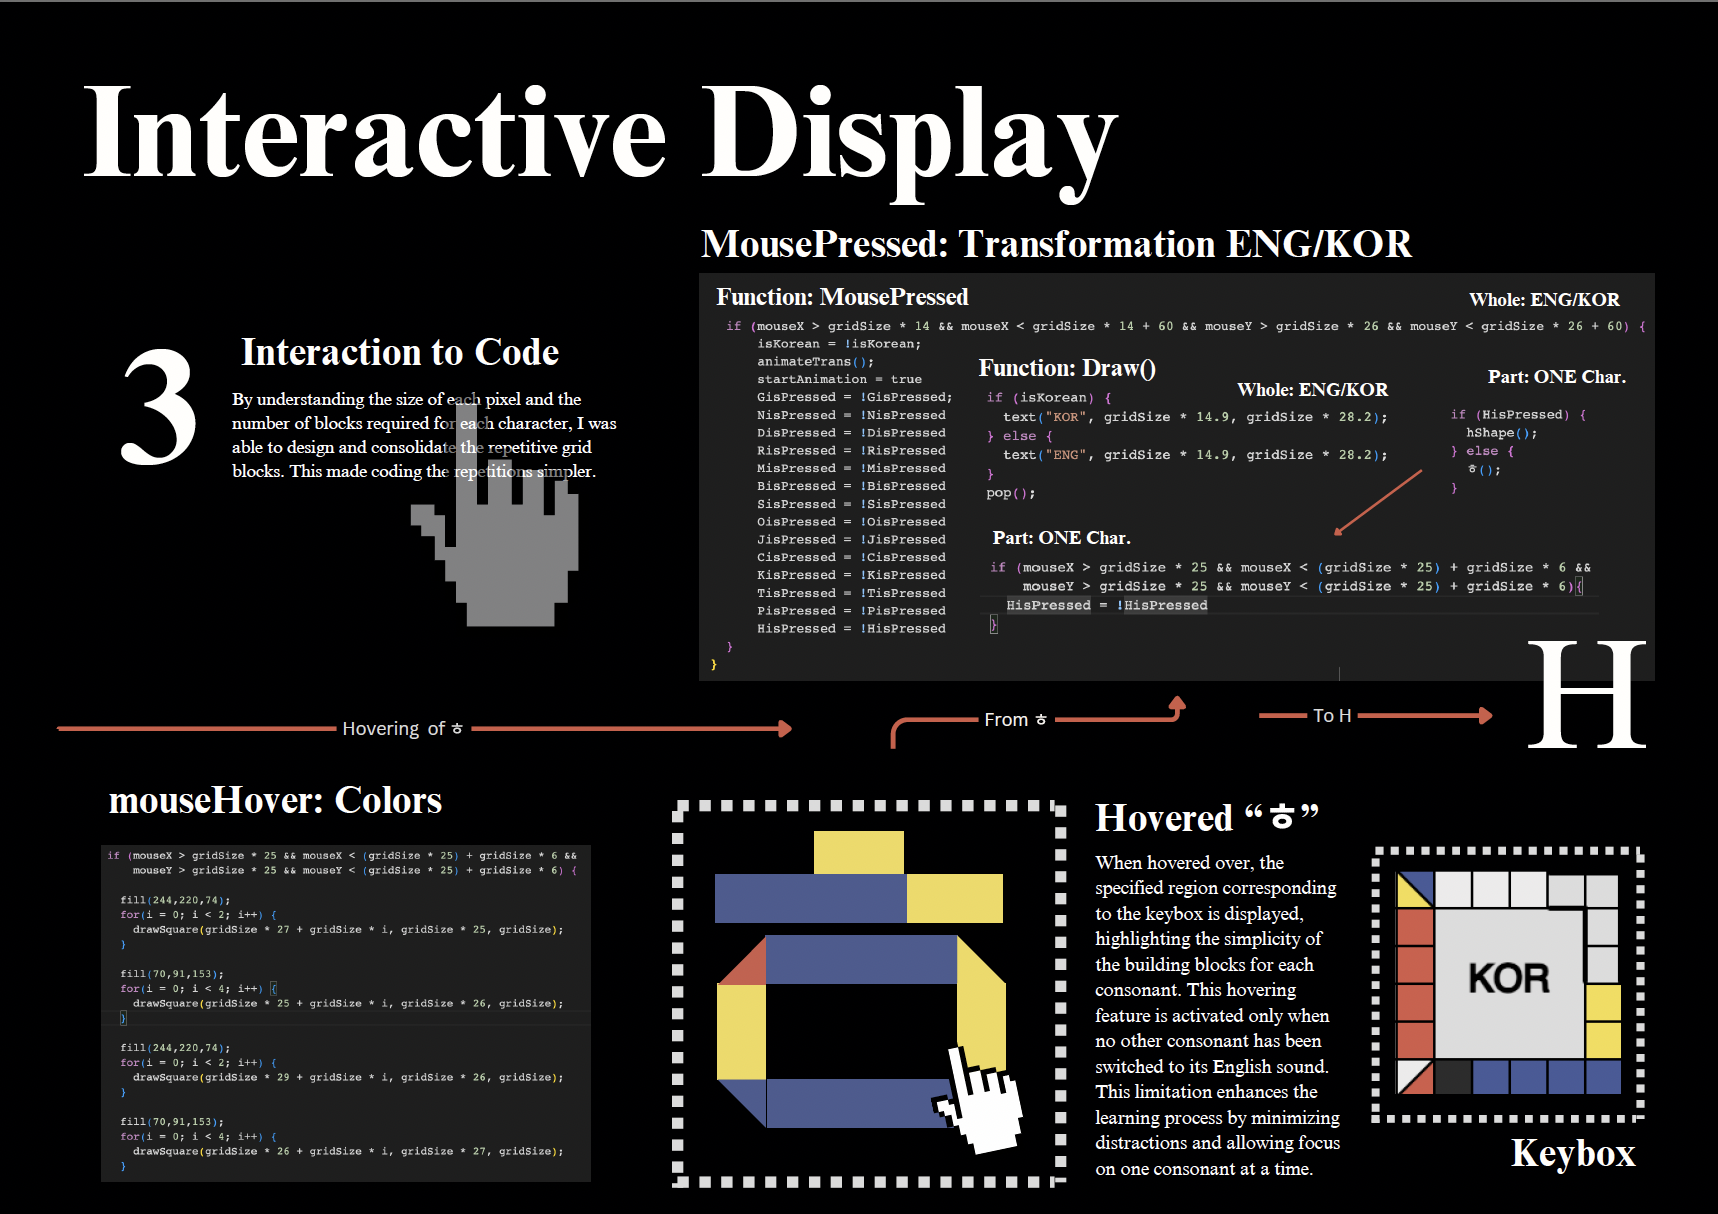 Interactive Display
MousePressed: Transformation ENG/KOR
Function: MousePressed
Whole: ENG/KOR
if (mouseX > gridSize * 14 && mouseX < gridSize * 14 + 60 && mouseY > gridSize * 26 && mouseY < gridSize * 26 + 60) {
isKorean = !isKorean;
animateTrans();
startAnimation = true
GisPressed = !GisPressed;
NisPressed = !NisPressed
DisPressed = !DisPressed
RisPressed = !RisPressed
MisPressed = !MisPressed
BisPressed = !BisPressed
SisPressed = !SisPressed
OisPressed = !OisPressed
JisPressed = !JisPressed
CisPressed = !CisPressed
KisPressed = !KisPressed
TisPressed = !TisPressed
PisPressed = !PisPressed
HisPressed = !HisPressed
}
}
Function: Draw()
Whole: ENG/KOR
if (isKorean) {
text("KOR", gridSize * 14.9, gridSize * 28.2);
} else {
text("ENG", gridSize * 14.9, gridSize * 28.2);
}
pop();
Part: ONE Char.
if (HisPressed) {
hShape();
} else {
ㅎ();
}
Part: ONE Char.
if (mouseX > gridSize * 25 && mouseX < (gridSize * 25) + gridSize * 6 &&
mouseY > gridSize * 25 && mouseY < (gridSize * 25) + gridSize * 6){
HisPressed = !HisPressed
}
3
Interaction to Code
By understanding the size of each pixel and the
number of blocks required for each character, I was
able to design and consolidate the repetitive grid
blocks. This made coding the repetitions simpler.
Hovering of ㅎ
From ㅎ
To H
H
mouseHover: Colors
if (mouseX > gridSize * 25 && mouseX < (gridSize * 25) + gridSize * 6 &&
mouseY > gridSize * 25 && mouseY < (gridSize * 25) + gridSize * 6) {
fill(244,220,74);
for(i = 0; i < 2; i++) {
drawSquare(gridSize * 27 + gridSize * i, gridSize * 25, gridSize);
}
fill(70,91,153);
for(i = 0; i < 4; i++) {
drawSquare(gridSize * 25 + gridSize * i, gridSize * 26, gridSize);
}
fill(244,220,74);
for(i = 0; i < 2; i++) {
drawSquare(gridSize * 29 + gridSize * i, gridSize * 26, gridSize);
}
fill(70,91,153);
for(i = 0; i < 4; i++) {
drawSquare(gridSize * 26 + gridSize * i, gridSize * 27, gridSize);
}
Hovered “ㅎ”
When hovered over, the
specified region corresponding
to the keybox is displayed,
highlighting the simplicity of
the building blocks for each
consonant. This hovering
feature is activated only when
no other consonant has been
switched to its English sound.
This limitation enhances the
learning process by minimizing
distractions and allowing focus
on one consonant at a time.
KOR
Keybox